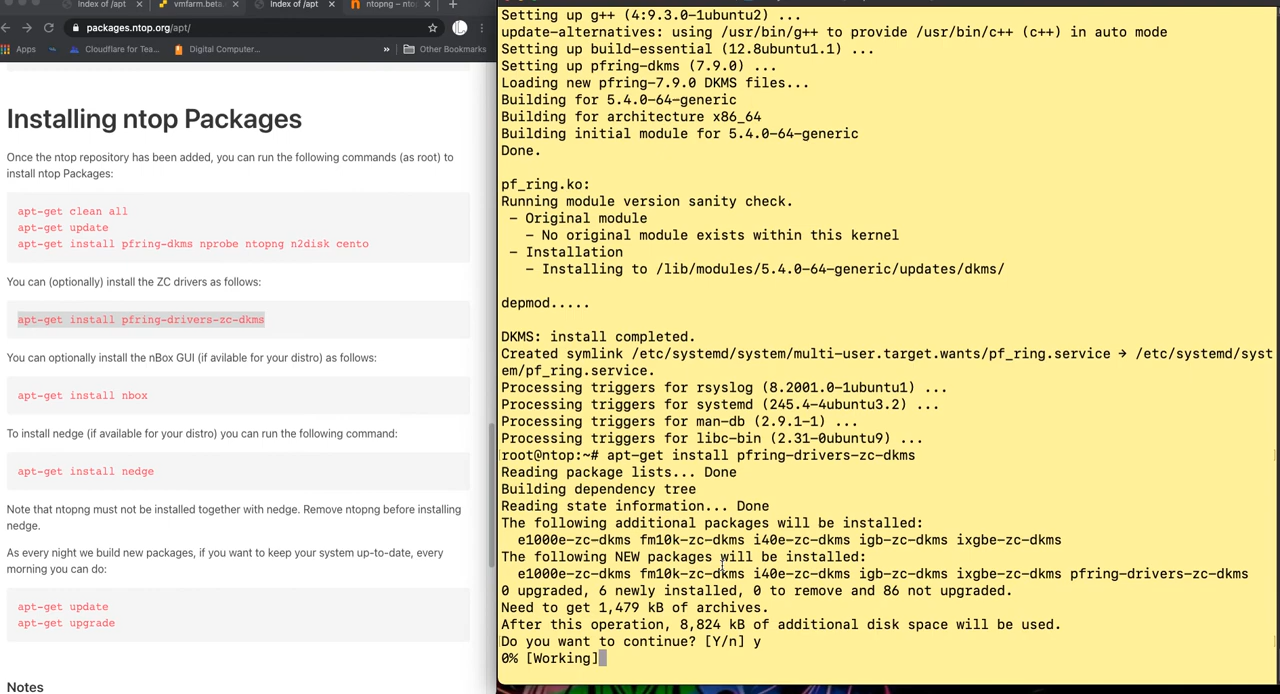 Index of /apt
vmfarm.beta.
Index of /apt
ntopng – nto
packages.ntop.org/apt/
Apps
Cloudflare for Tea...
Digital Computer...
»
Other Bookmarks
Installing ntop Packages
Once the ntop repository has been added, you can run the following commands (as root) to
install ntop Packages:
apt-get clean all
apt-get update
apt-get install pfring-dkms nprobe ntopng n2disk cento
You can (optionally) install the ZC drivers as follows:
apt-get install pfring-drivers-zc-dkms
You can optionally install the nBox GUI (if avilable for your distro) as follows:
apt-get install nbox
To install nedge (if available for your distro) you can run the following command:
apt-get install nedge
Note that ntopng must not be installed together with nedge. Remove ntopng before installing
nedge.
As every night we build new packages, if you want to keep your system up-to-date, every
morning you can do:
apt-get update
apt-get upgrade
Notes
Setting up g++ (4:9.3.0-1ubuntu2) ...
update-alternatives: using /usr/bin/g++ to provide /usr/bin/c++ (c++) in auto mode
Setting up build-essential (12.8ubuntu1.1) ...
Setting up pfring-dkms (7.9.0) ...
Loading new pfring-7.9.0 DKMS files...
Building for 5.4.0-64-generic
Building for architecture x86_64
Building initial module for 5.4.0-64-generic
Done.
pf_ring.ko:
Running module version sanity check.
- Original module
- No original module exists within this kernel
- Installation
- Installing to /lib/modules/5.4.0-64-generic/updates/dkms/
depmod.....
DKMS: install completed.
Created symlink /etc/systemd/system/multi-user.target.wants/pf_ring.service → /etc/systemd/syst
em/pf_ring.service.
Processing triggers for rsyslog (8.2001.0-1ubuntu1) ...
Processing triggers for systemd (245.4-4ubuntu3.2) ...
Processing triggers for man-db (2.9.1-1) ...
Processing triggers for libc-bin (2.31-0ubuntu9) ...
root@ntop:~# apt-get install pfring-drivers-zc-dkms
Reading package lists... Done
Building dependency tree
Reading state information... Done
The following additional packages will be installed:
e1000e-zc-dkms fm10k-zc-dkms i40e-zc-dkms igb-zc-dkms ixgbe-zc-dkms
The following NEW packages will be installed:
e1000e-zc-dkms fm10k-zc-dkms i40e-zc-dkms igb-zc-dkms ixgbe-zc-dkms pfring-drivers-zc-dkms
0 upgraded, 6 newly installed, 0 to remove and 86 not upgraded.
Need to get 1,479 kB of archives.
After this operation, 8,824 kB of additional disk space will be used.
Do you want to continue? [Y/n] y
0% [Working]